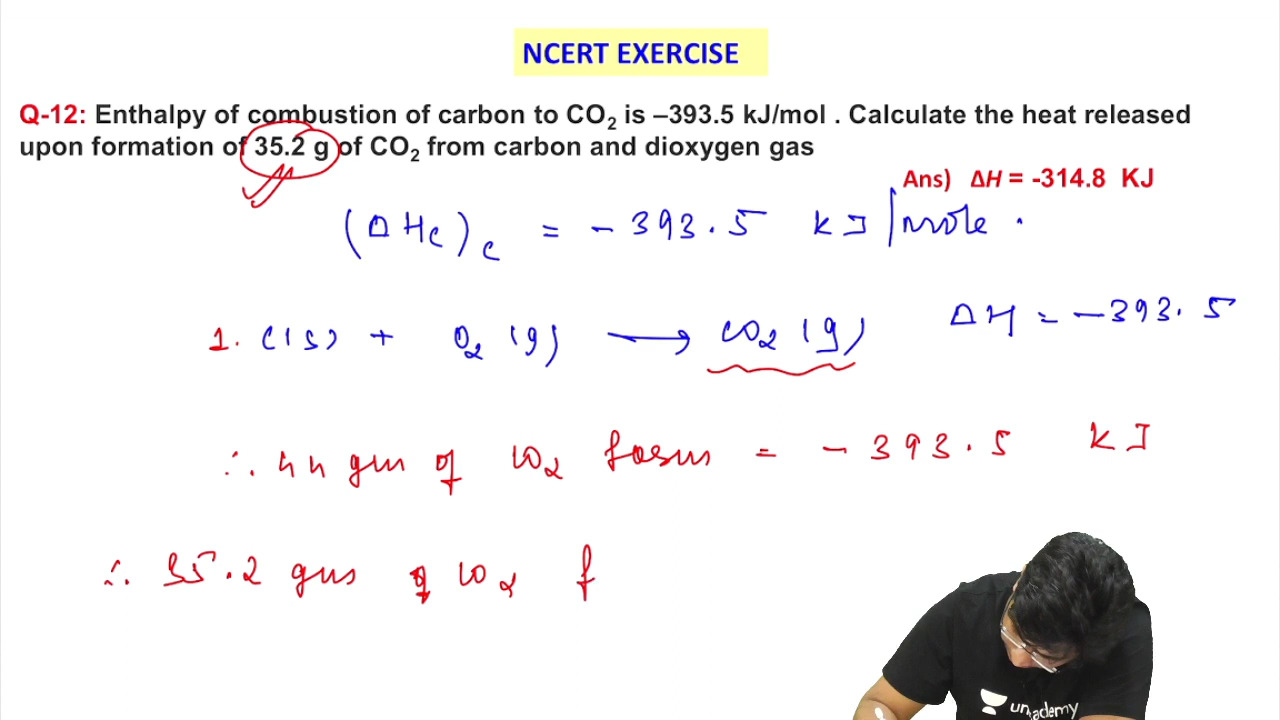 NCERT EXERCISE
Q-12: Enthalpy of combustion of carbon to CO₂ is –393.5 kJ/mol . Calculate the heat released
upon formation of 35.2 g of CO₂ from carbon and dioxygen gas
Ans) ΔH = -314.8 KJ
(ΔHc)c = - 393.5 KJ/mole .
1. C(s) + O₂ (g) ⟶ CO₂ (g) ΔH = -393.5
∴ 44 gm of CO₂ form = - 393.5 KJ
∴ 35.2 gms of CO₂ f
unacademy